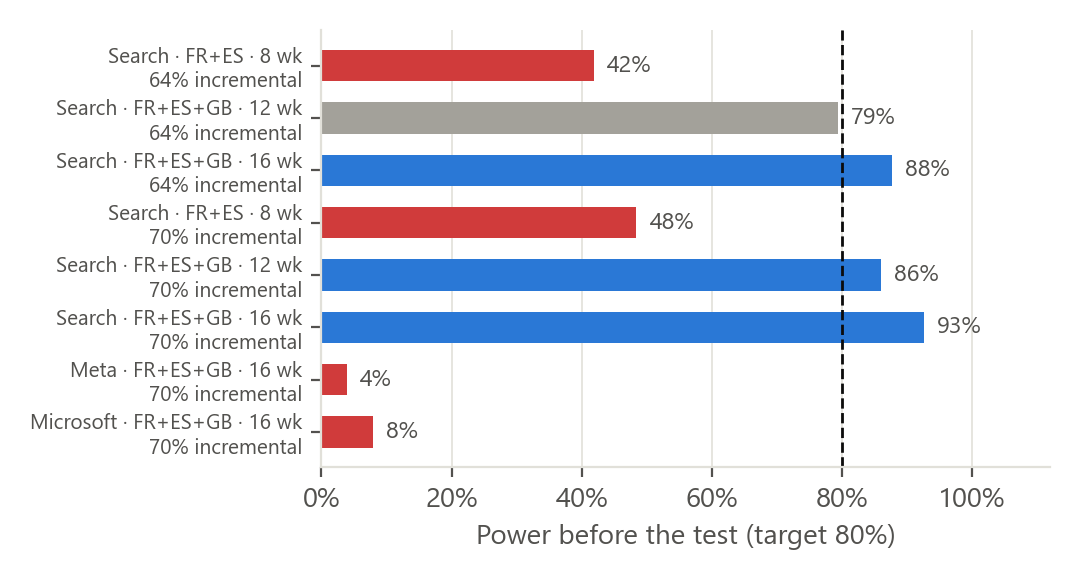 Search · FR+ES · 8 wk
64% incremental
42%
Search · FR+ES+GB · 12 wk
64% incremental
79%
Search · FR+ES+GB · 16 wk
64% incremental
88%
Search · FR+ES · 8 wk
70% incremental
48%
Search · FR+ES+GB · 12 wk
70% incremental
86%
Search · FR+ES+GB · 16 wk
70% incremental
93%
Meta · FR+ES+GB · 16 wk
70% incremental
4%
Microsoft · FR+ES+GB · 16 wk
70% incremental
8%
0% 20% 40% 60% 80% 100%
Power before the test (target 80%)